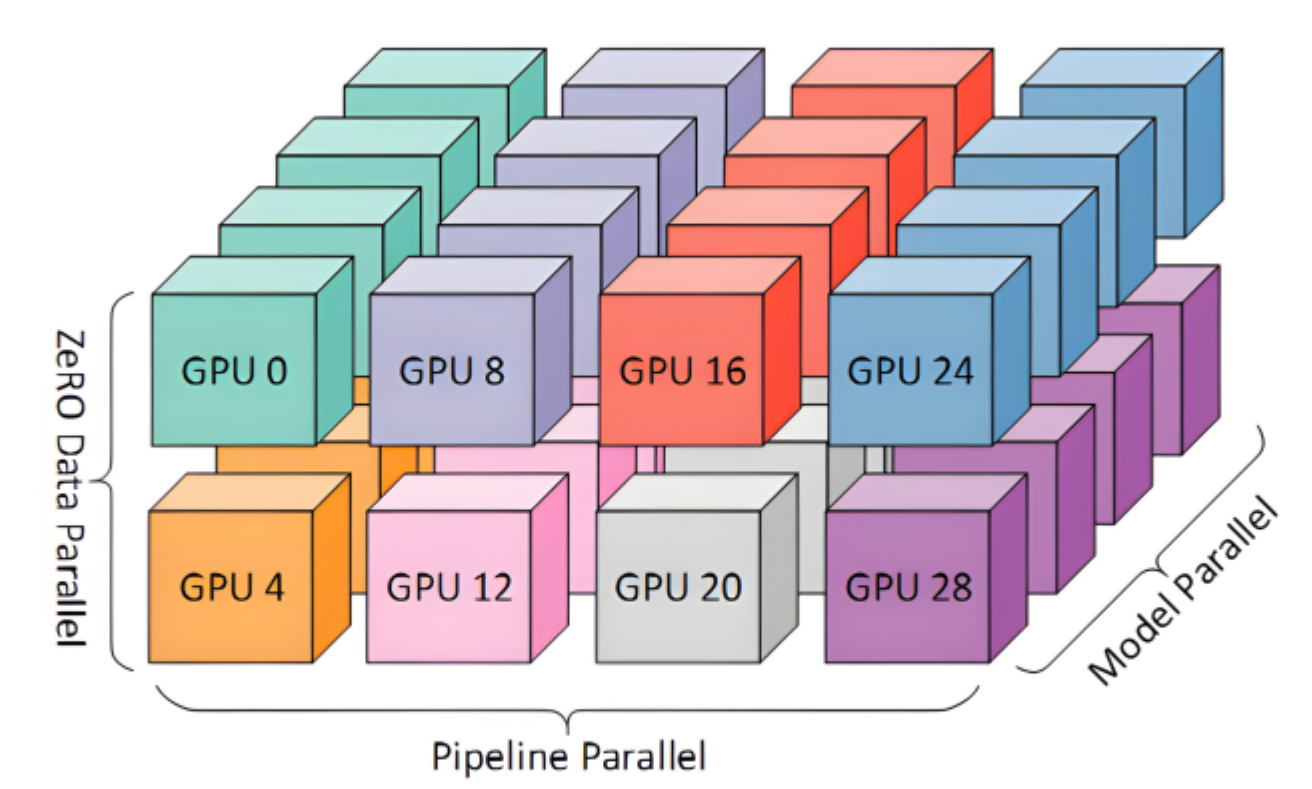 GPU 0
GPU 8
GPU 16
GPU 24
GPU 4
GPU 12
GPU 20
GPU 28
ZeRO Data Parallel
Model Parallel
Pipeline Parallel